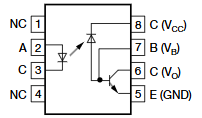 NC 1
A 2
C 3
NC 4
8 C (VCC)
7 B (VB)
6 C (VO)
5 E (GND)